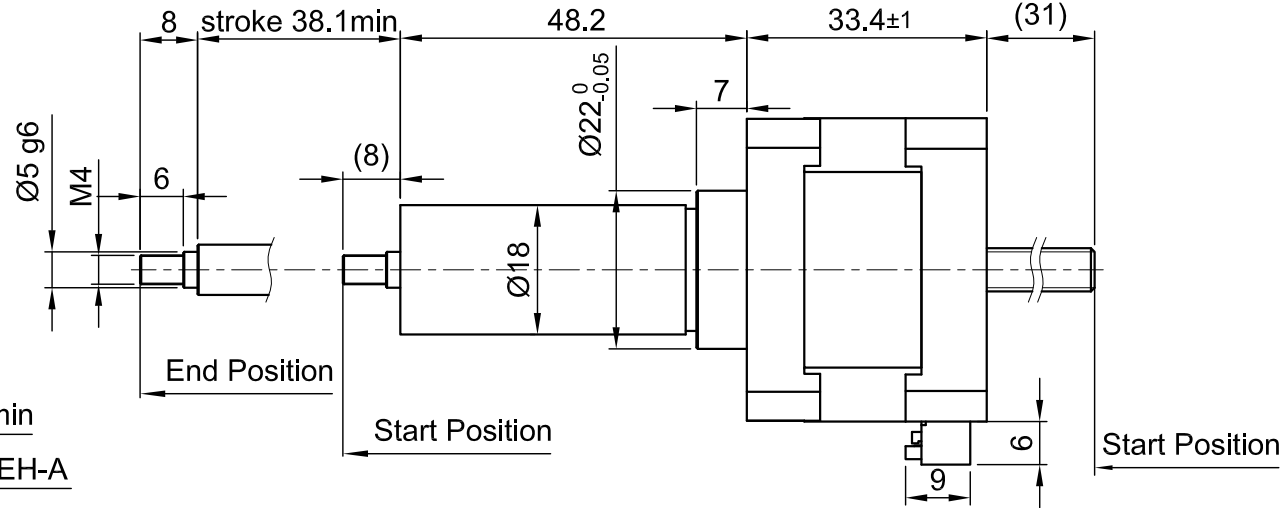 8
stroke 38.1min
48.2
33.4±1
(31)
7
Ø22 0 -0.05
Ø5 g6
M4
6
(8)
Ø18
End Position
Start Position
6
Start Position
9
EH-A